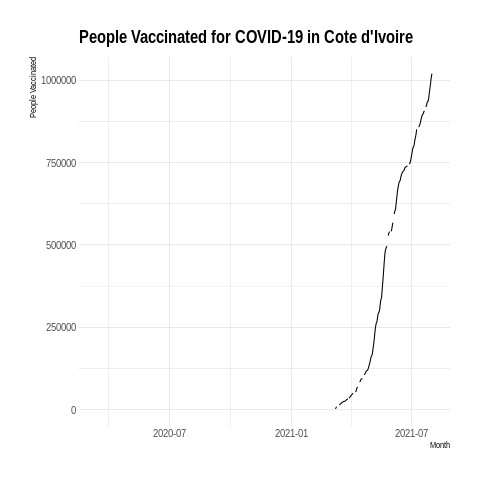 People Vaccinated for COVID-19 in Cote d'Ivoire
People Vaccinated
1000000
750000
500000
250000
0
2020-07
2021-01
2021-07
Month